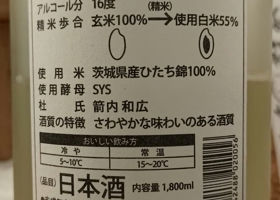 アルコール分 16度
(精米)
精米歩合 玄米100%→使用白米55%
使用米 茨城県産ひたち錦100%
使用酵母 SYS
杜氏 箭内和広
酒質の特徴 さわやかな味わいのある酒質
おいしい飲み方
冷や 常温
5〜10℃ 15〜20℃
(品目) 日本酒 内容量 1,800ml